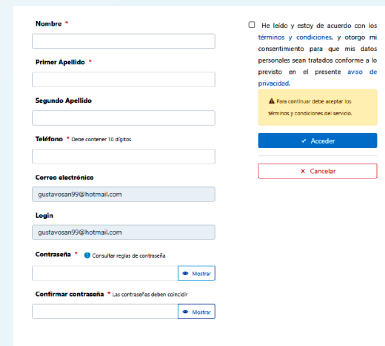 Nombre *
Primer Apellido *
Segundo Apellido
Teléfono * Debe contener 10 dígitos
Correo electrónico
gustavosan99@hotmail.com
Login
gustavosan99@hotmail.com
Contraseña * Consultar reglas de contraseña
Mostrar
Confirmar contraseña * Las contraseñas deben coincidir
Mostrar
He leído y estoy de acuerdo con los
términos y condiciones, y otorgo mi
consentimiento para que mis datos
personales sean tratados conforme a lo
previsto en el presente aviso de
privacidad.
Para continuar debe aceptar los
términos y condiciones del servicio.
Acceder
Cancelar